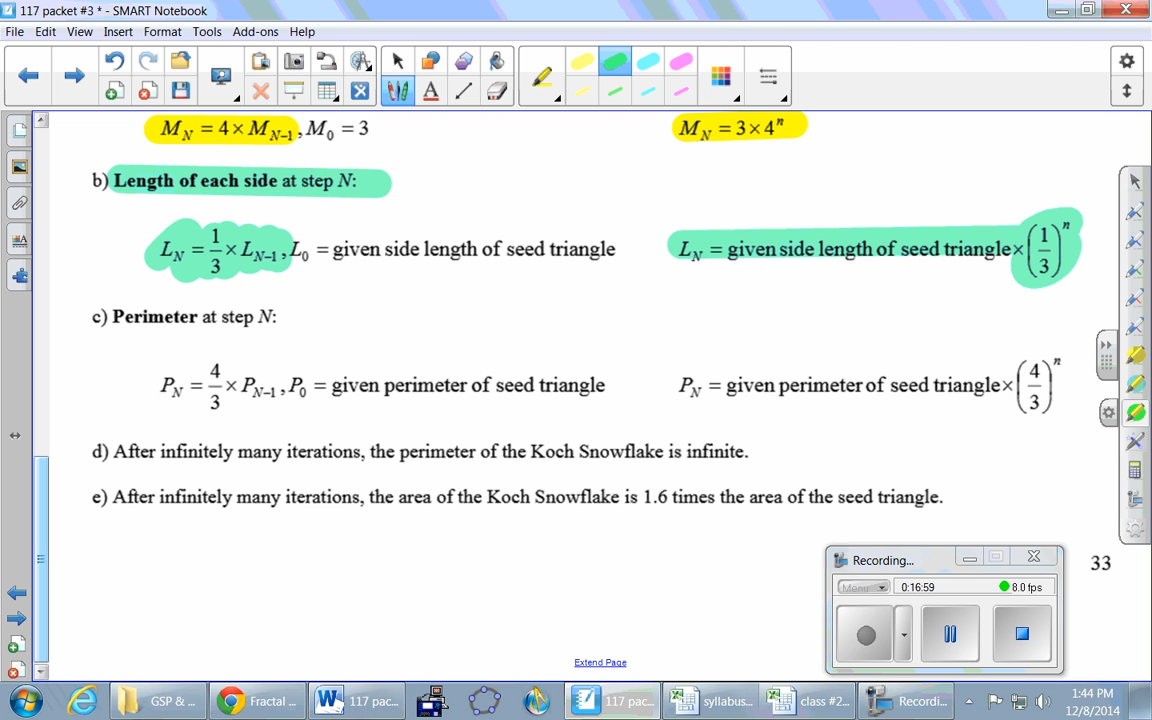 117 packet #3 * - SMART Notebook
File Edit View Insert Format Tools Add-ons Help
M_N = 4 × M_{N-1}, M_0 = 3
M_N = 3 × 4^n
b) Length of each side at step N:
L_N = 1/3 × L_{N-1}, L_0 = given side length of seed triangle
L_N = given side length of seed triangle × (1/3)^n
c) Perimeter at step N:
P_N = 4/3 × P_{N-1}, P_0 = given perimeter of seed triangle
P_N = given perimeter of seed triangle × (4/3)^n
d) After infinitely many iterations, the perimeter of the Koch Snowflake is infinite.
e) After infinitely many iterations, the area of the Koch Snowflake is 1.6 times the area of the seed triangle.
33
Recording...
Menu 0:16:59 8.0 fps
Extend Page
GSP & ... Fractal ... 117 pac... 117 pac... syllabus... class #2... Recordi...
1:44 PM
12/8/2014